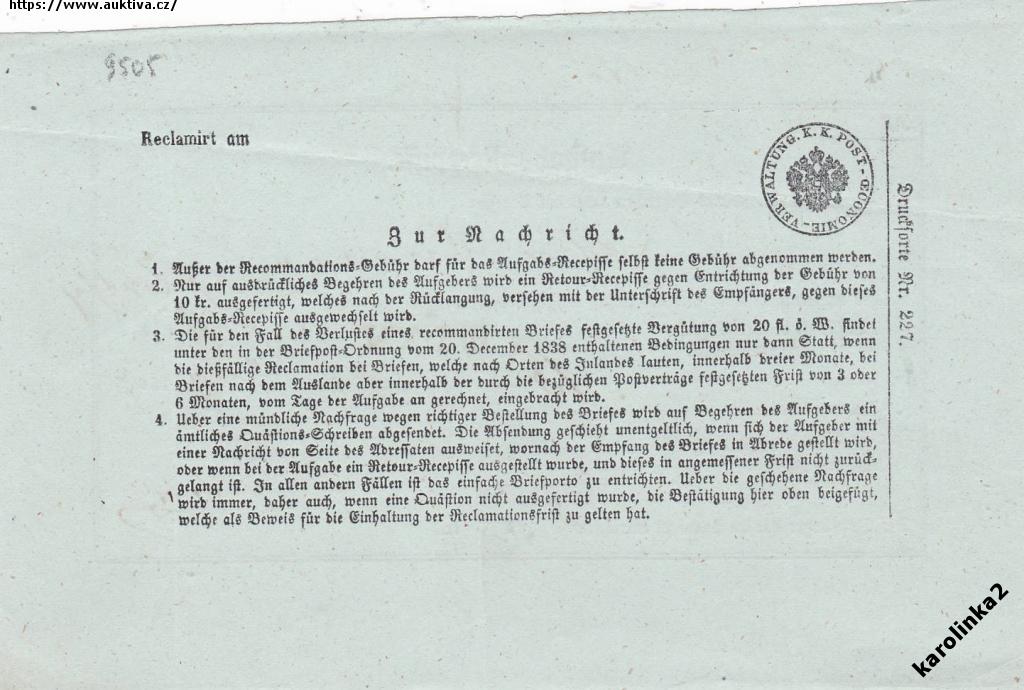 https://www.auktiva.cz/
9505
Reclamirt am
VERWALTUNG. K. K. POST-ŒCONOMIE-
Drucksorte Nr. 227.
Zur Nachricht.
1. Außer der Recommandations-Gebühr darf für das Aufgabs-Recepisse selbst keine Gebühr abgenommen werden.
2. Nur auf ausdrückliches Begehren des Aufgebers wird ein Retour-Recepisse gegen Entrichtung der Gebühr von
10 kr. ausgefertigt, welches nach der Rücklangung, versehen mit der Unterschrift des Empfängers, gegen dieses
Aufgabs-Recepisse ausgewechselt wird.
3. Die für den Fall des Verlustes eines recommandirten Briefes festgesetzte Vergütung von 20 fl. ö. W. findet
unter den in der Briefpost-Ordnung vom 20. December 1838 enthaltenen Bedingungen nur dann Statt, wenn
die dießfällige Reclamation bei Briefen, welche nach Orten des Inlandes lauten, innerhalb dreier Monate, bei
Briefen nach dem Auslande aber innerhalb der durch die bezüglichen Postverträge festgesetzten Frist von 3 oder
6 Monaten, vom Tage der Aufgabe an gerechnet, eingebracht wird.
4. Ueber eine mündliche Nachfrage wegen richtiger Bestellung des Briefes wird auf Begehren des Aufgebers ein
ämtliches Quästions-Schreiben abgesendet. Die Absendung geschieht unentgeltlich, wenn sich der Aufgeber mit
einer Nachricht von Seite des Adressaten ausweiset, wornach der Empfang des Briefes in Abrede gestellt wird,
oder wenn bei der Aufgabe ein Retour-Recepisse ausgestellt wurde, und dieses in angemessener Frist nicht zurück-
gelangt ist. In allen andern Fällen ist das einfache Briefporto zu entrichten. Ueber die geschehene Nachfrage
wird immer, daher auch, wenn eine Quästion nicht ausgefertigt wurde, die Bestätigung hier oben beigefügt,
welche als Beweis für die Einhaltung der Reclamationsfrist zu gelten hat.
karolinka2